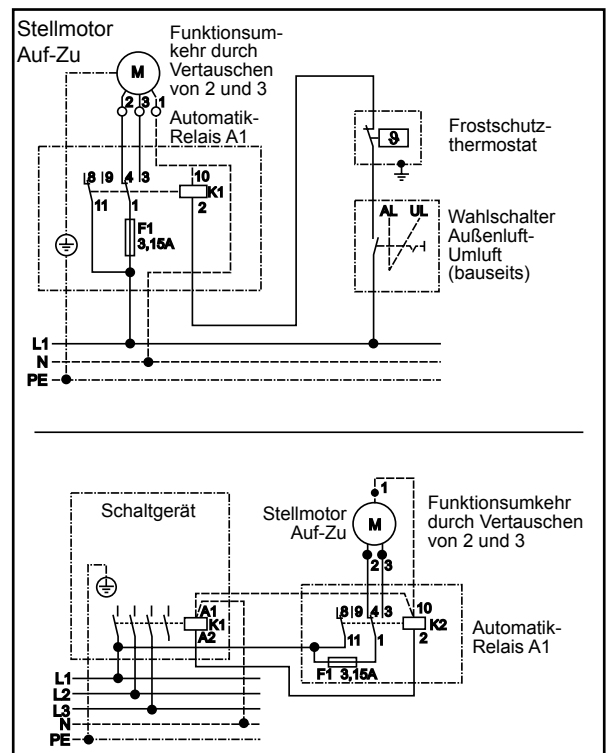 Stellmotor
Auf-Zu
Funktionsum-
kehr durch
Vertauschen
von 2 und 3
M
2 3 1
Automatik-
Relais A1
Frostschutz-
thermostat
ϑ
8 9 4 3 10
K1
11 1 2
F1
3,15A
AL UL
Wahlschalter
Außenluft-
Umluft
(bauseits)
L1
N
PE
Schaltgerät
1
Stellmotor
Auf-Zu
M
2 3
Funktionsumkehr
durch Vertauschen
von 2 und 3
A1
K1
A2
8 9 4 3 10
K2
11 1 2
F1 3,15A
Automatik-
Relais A1
L1
L2
L3
N
PE